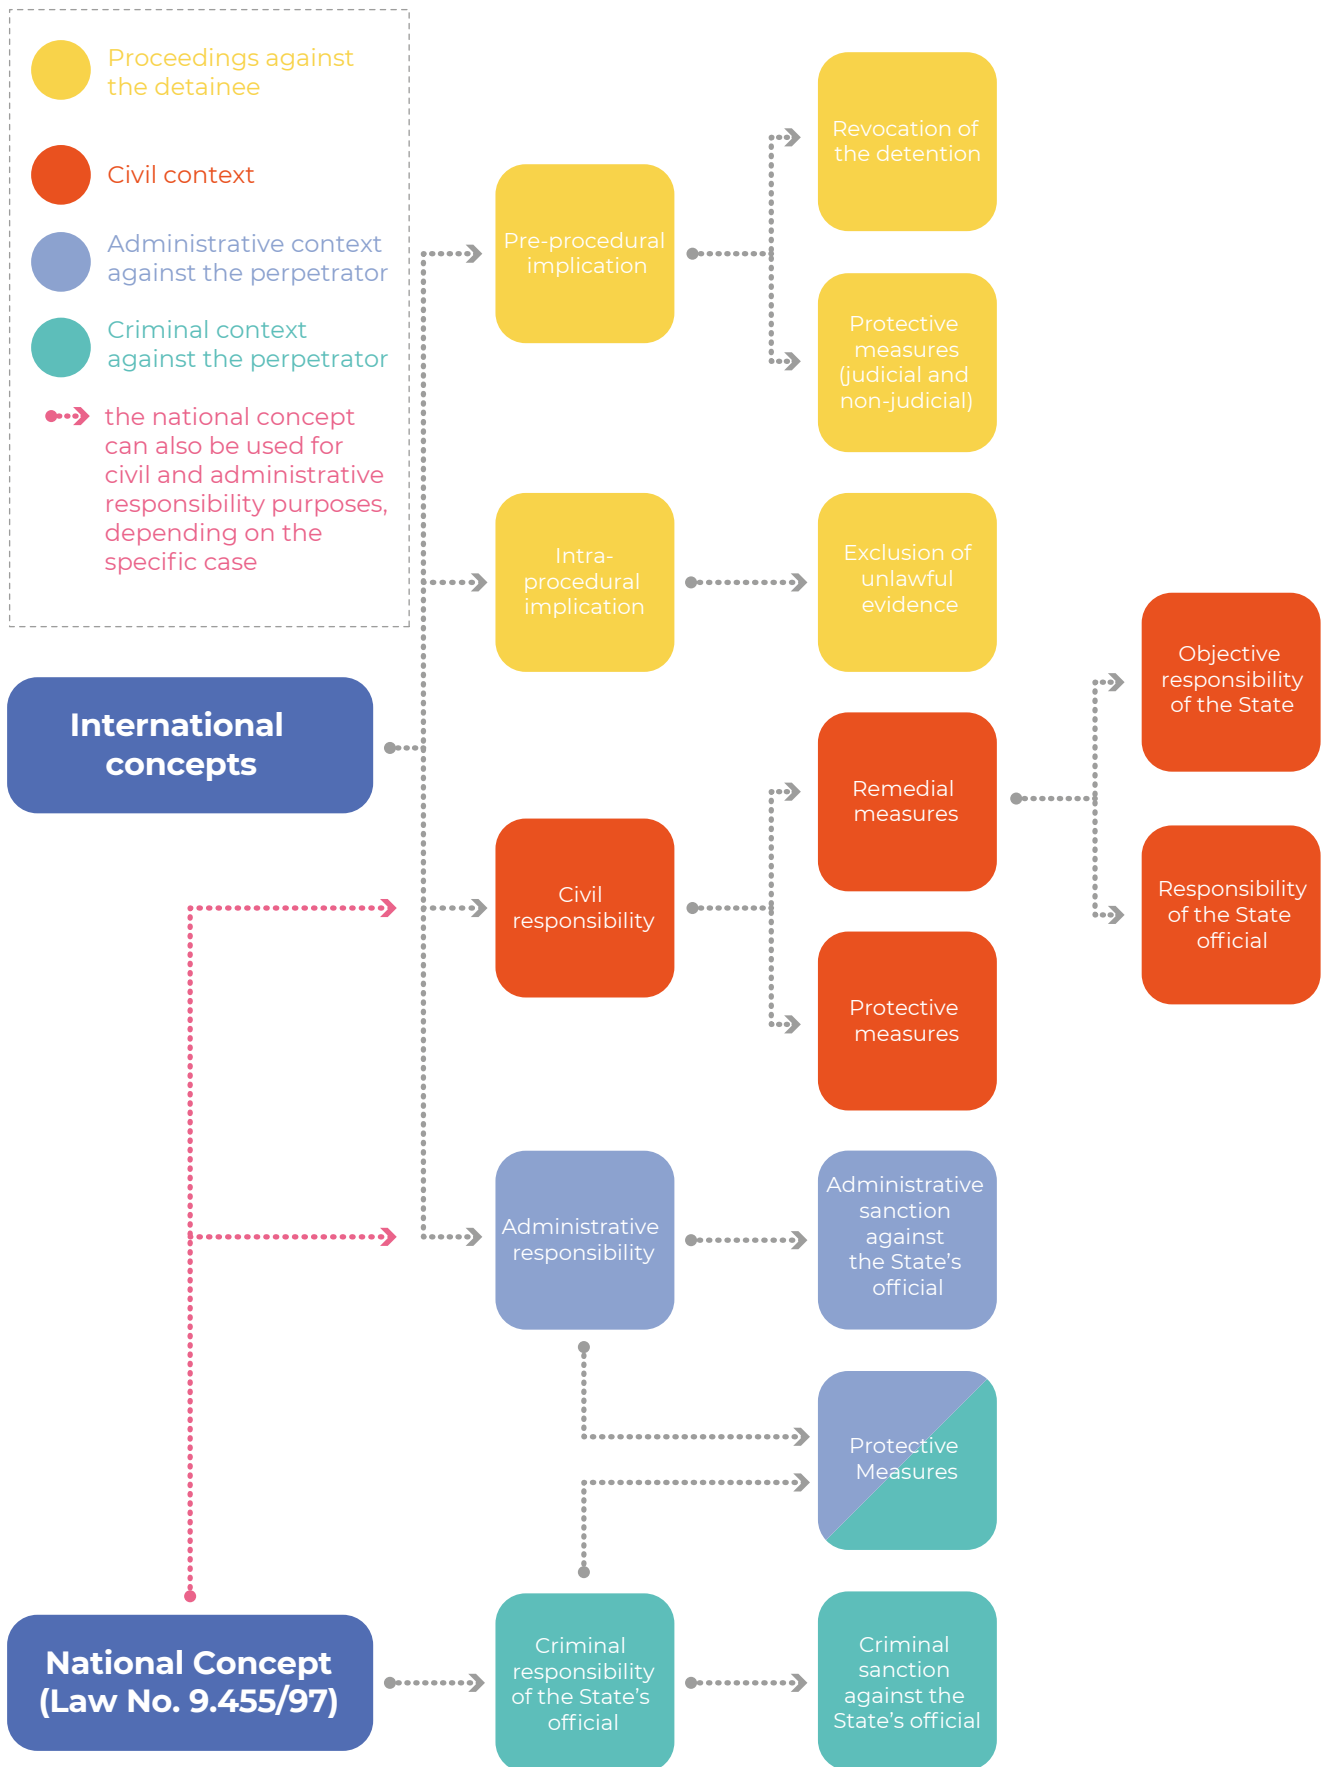 Proceedings against
the detainee
Civil context
Administrative context
against the perpetrator
Criminal context
against the perpetrator
the national concept
can also be used for
civil and administrative
responsibility purposes,
depending on the
specific case
International
concepts
National Concept
(Law No. 9.455/97)
Pre-procedural
implication
Revocation of
the detention
Protective
measures
(judicial and
non-judicial)
Intra-
procedural
implication
Exclusion of
unlawful
evidence
Civil
responsibility
Remedial
measures
Objective
responsibility
of the State
Responsibility
of the State
official
Protective
measures
Administrative
responsibility
Administrative
sanction
against
the State’s
official
Protective
Measures
Criminal
responsibility
of the State’s
official
Criminal
sanction
against the
State’s official